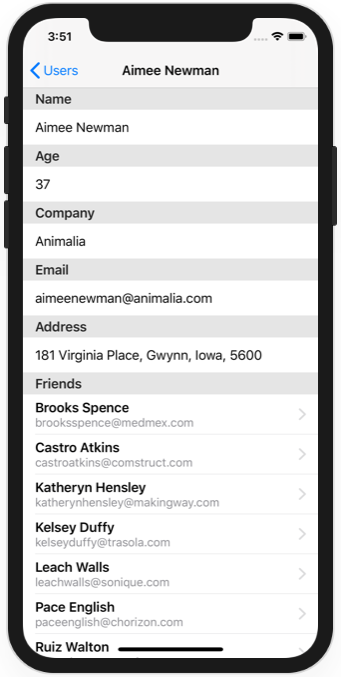 3:51
Users
Aimee Newman
Name
Aimee Newman
Age
37
Company
Animalia
Email
aimeenewman@animalia.com
Address
181 Virginia Place, Gwynn, Iowa, 5600
Friends
Brooks Spence
brooksspence@medmex.com
Castro Atkins
castroatkins@comstruct.com
Katheryn Hensley
katherynhensley@makingway.com
Kelsey Duffy
kelseyduffy@trasola.com
Leach Walls
leachwalls@sonique.com
Pace English
paceenglish@chorizon.com
Ruiz Walton